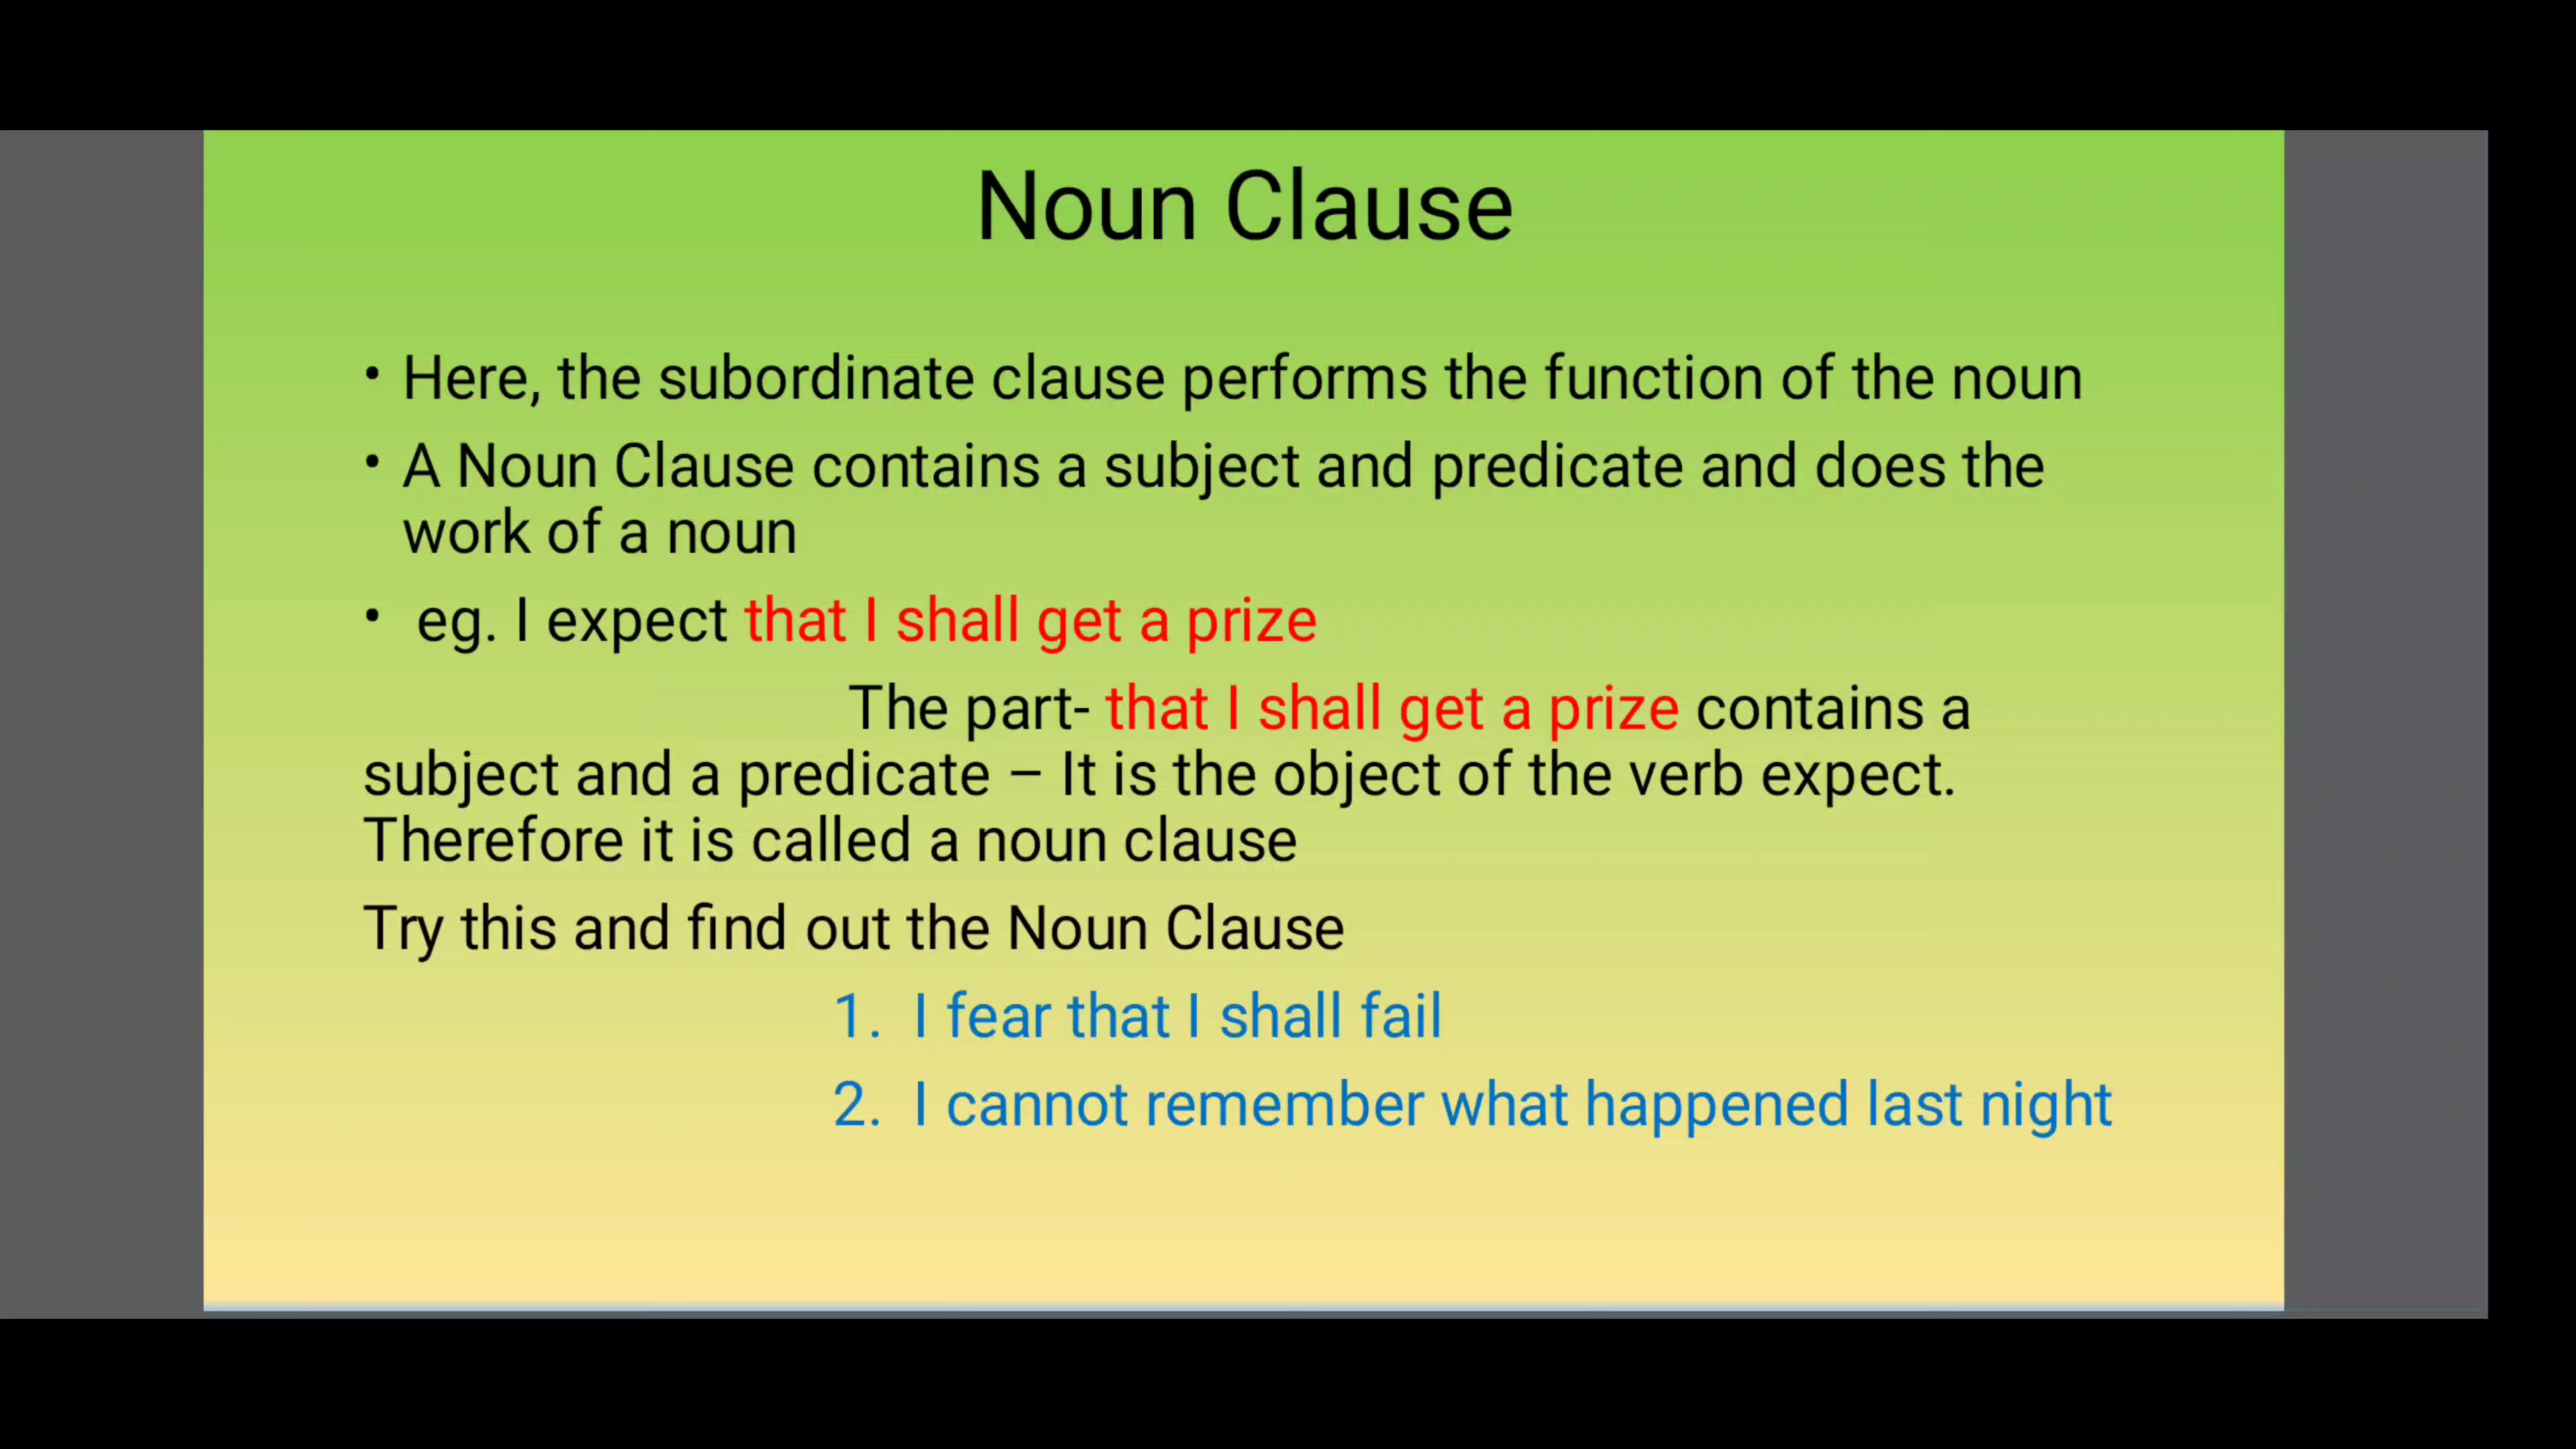 Noun Clause
• Here, the subordinate clause performs the function of the noun
• A Noun Clause contains a subject and predicate and does the
work of a noun
• eg. I expect that I shall get a prize
The part- that I shall get a prize contains a
subject and a predicate – It is the object of the verb expect.
Therefore it is called a noun clause
Try this and find out the Noun Clause
1. I fear that I shall fail
2. I cannot remember what happened last night